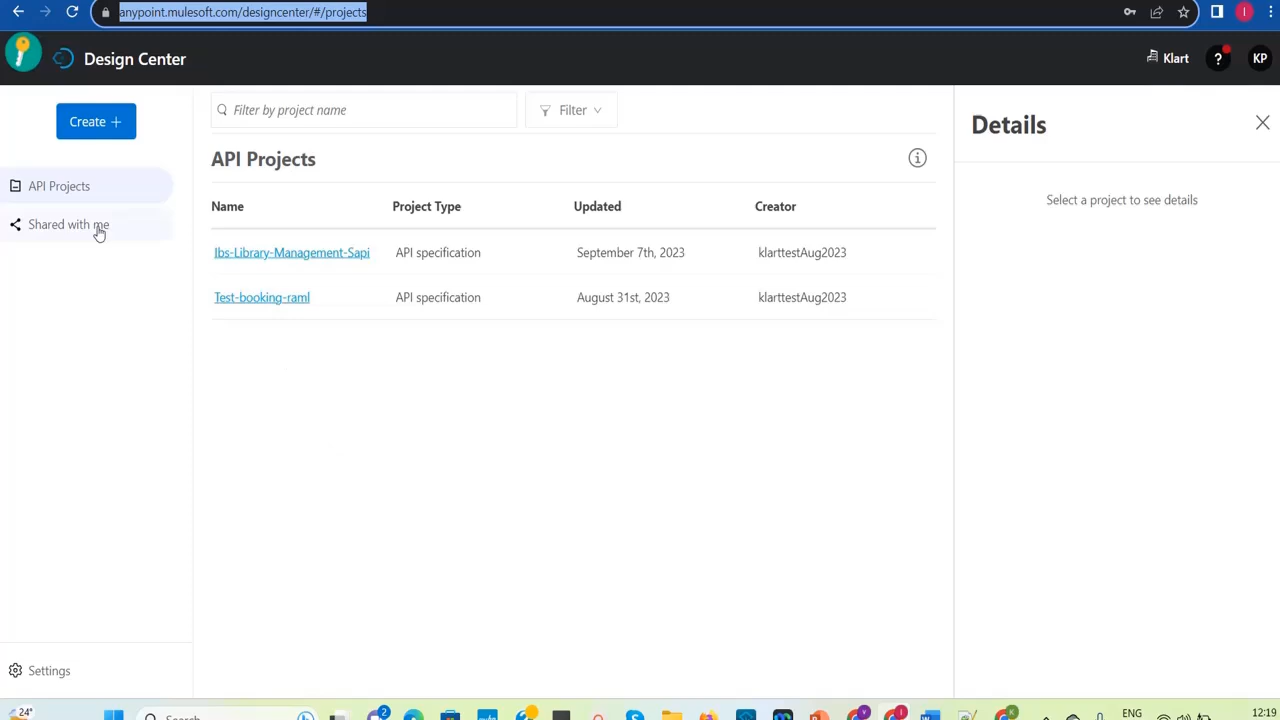 anypoint.mulesoft.com/designcenter/#/projects
Design Center
Klart
?
KP
Create +
Filter by project name
Filter
Details
API Projects
API Projects
Shared with me
Name Project Type Updated Creator
Select a project to see details
lbs-Library-Management-Sapi API specification September 7th, 2023 klarttestAug2023
Test-booking-raml API specification August 31st, 2023 klarttestAug2023
Settings
24°
Search
2
ENG
12:19